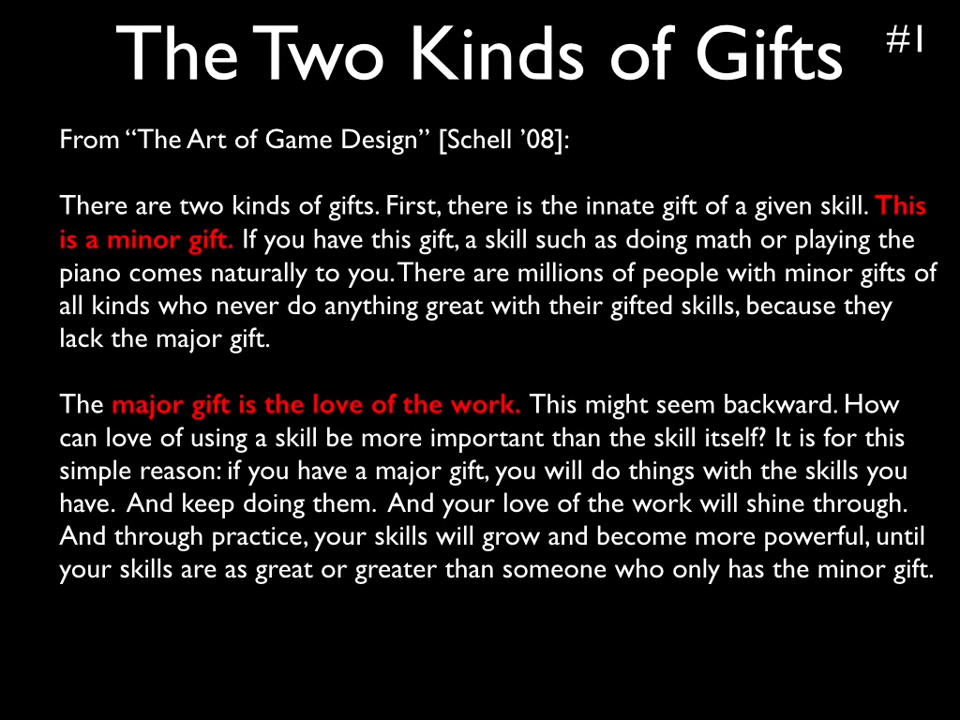 The Two Kinds of Gifts
#1
From “The Art of Game Design” [Schell ’08]:
There are two kinds of gifts. First, there is the innate gift of a given skill. This
is a minor gift. If you have this gift, a skill such as doing math or playing the
piano comes naturally to you. There are millions of people with minor gifts of
all kinds who never do anything great with their gifted skills, because they
lack the major gift.
The major gift is the love of the work. This might seem backward. How
can love of using a skill be more important than the skill itself? It is for this
simple reason: if you have a major gift, you will do things with the skills you
have. And keep doing them. And your love of the work will shine through.
And through practice, your skills will grow and become more powerful, until
your skills are as great or greater than someone who only has the minor gift.